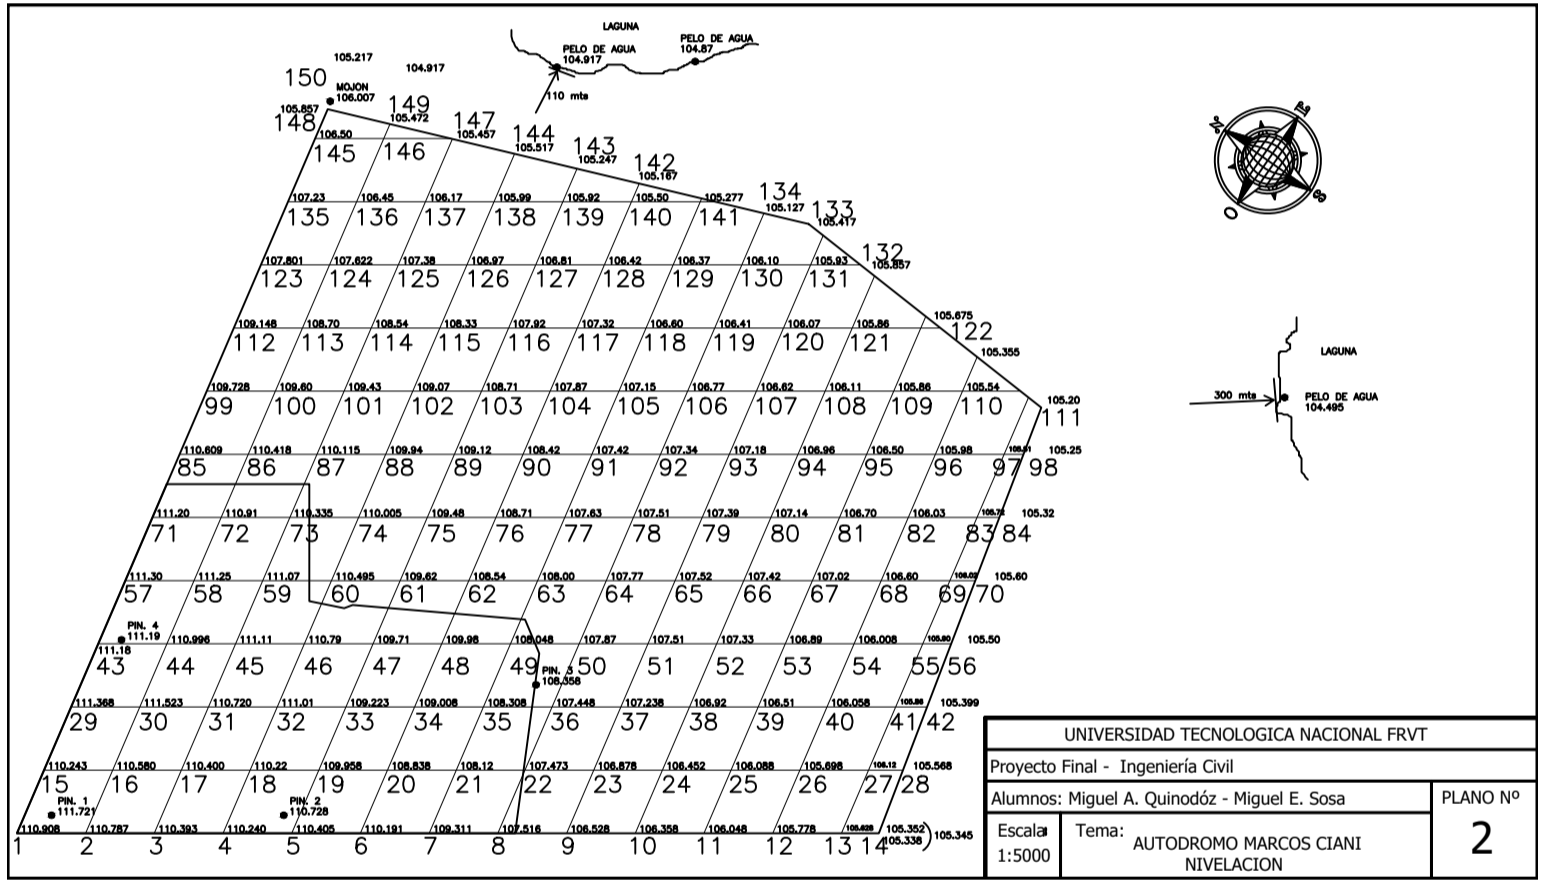 LAGUNA
PELO DE AGUA
104.917
PELO DE AGUA
104.87
110 mts
105.217
104.917
150
MOJON
106.007
105.857
149
105.472
148
147
105.457
144
105.517
143
105.247
142
105.167
106.50
145 146
134
105.127
133
105.417
107.23 106.45 106.17 105.99 105.92 105.50 105.277
135 136 137 138 139 140 141
132
105.857
107.801 107.622 107.38 106.97 106.81 106.42 106.37 106.10 105.93
123 124 125 126 127 128 129 130 131
105.675
109.148 108.70 108.54 108.33 107.92 107.32 106.60 106.41 106.07 105.86
112 113 114 115 116 117 118 119 120 121 122
105.355
109.728 109.60 109.43 109.07 108.71 107.87 107.15 106.77 106.62 106.11 105.86 105.54 105.20
99 100 101 102 103 104 105 106 107 108 109 110 111
110.609 110.418 110.115 109.94 109.12 108.42 107.42 107.34 107.18 106.96 106.50 105.98 105.25
85 86 87 88 89 90 91 92 93 94 95 96 97 98
111.20 110.91 110.335 110.005 109.48 108.71 107.63 107.51 107.39 107.14 106.70 106.03 105.32
71 72 73 74 75 76 77 78 79 80 81 82 83 84
111.30 111.25 111.07 110.495 109.62 108.54 108.00 107.77 107.52 107.42 107.02 106.60 105.60
57 58 59 60 61 62 63 64 65 66 67 68 69 70
PIN. 4
111.19
111.18 110.996 111.11 110.79 109.71 109.96 108.048 107.87 107.51 107.33 106.89 106.008 105.50
43 44 45 46 47 48 49 50 51 52 53 54 55 56
PIN. 3
108.358
111.368 111.523 110.720 111.01 109.223 109.008 108.308 107.448 107.238 106.92 106.51 106.058 105.399
29 30 31 32 33 34 35 36 37 38 39 40 41 42
110.243 110.580 110.400 110.22 109.958 108.838 108.12 107.473 106.878 106.452 106.088 105.698 105.568
15 16 17 18 19 20 21 22 23 24 25 26 27 28
PIN. 1
111.721
PIN. 2
110.728
110.908 110.787 110.393 110.240 110.405 110.191 109.311 107.516 106.528 106.358 106.048 105.778 105.352
105.338) 105.345
1 2 3 4 5 6 7 8 9 10 11 12 13 14
N
E
S
O
LAGUNA
300 mts
PELO DE AGUA
104.495
UNIVERSIDAD TECNOLOGICA NACIONAL FRVT
Proyecto Final - Ingeniería Civil
Alumnos: Miguel A. Quinodóz - Miguel E. Sosa
Escala:
1:5000
Tema:
AUTODROMO MARCOS CIANI
NIVELACION
PLANO Nº
2